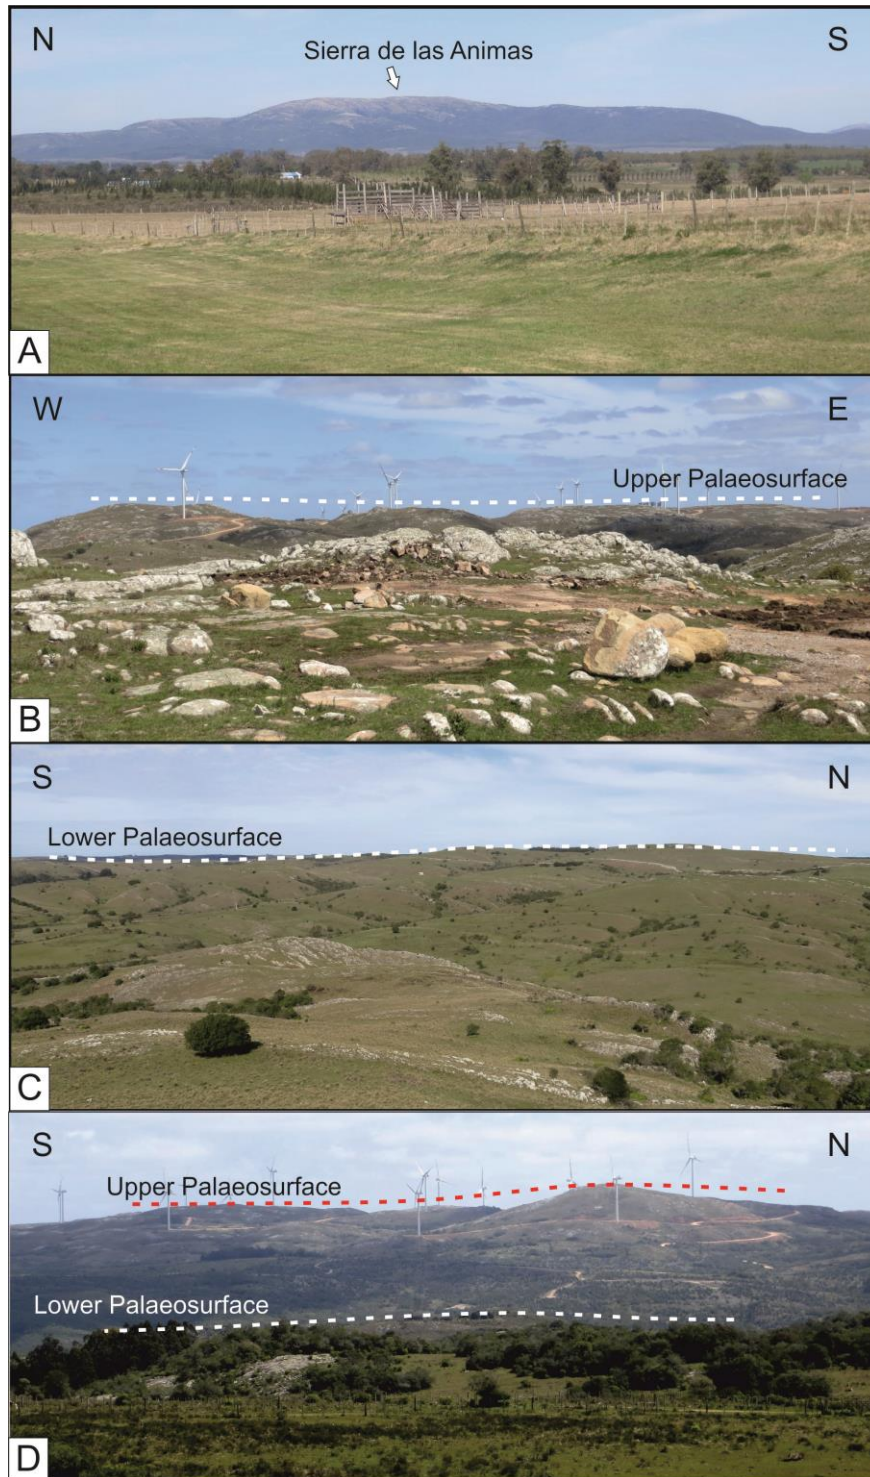 N
S
Sierra de las Animas
A
W
E
Upper Palaeosurface
B
S
N
Lower Palaeosurface
C
S
N
Upper Palaeosurface
Lower Palaeosurface
D